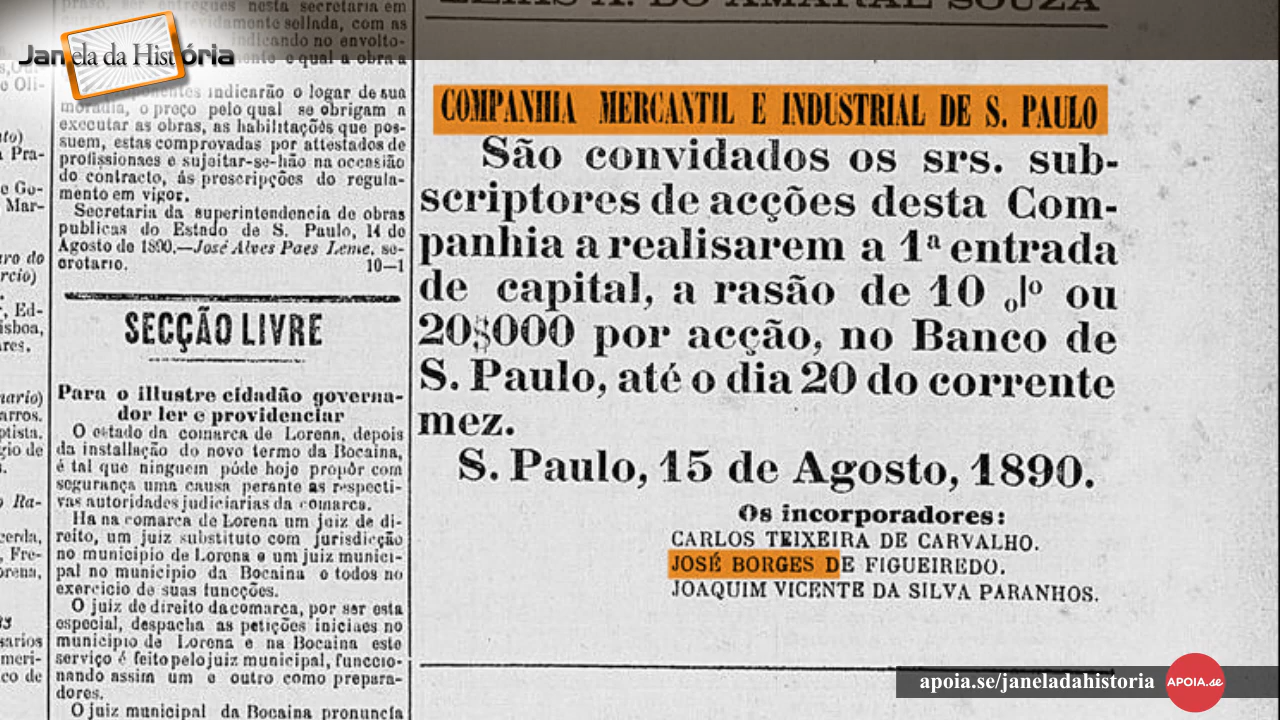 Janela da História
praso, ser entregues nesta secretaria em
devidamente sellada, com as
indicando no envolto-
o qual a obra a
indicarão o logar de sua
moradia, o preço pelo qual se obrigam a
executar as obras, as habilitações que pos-
suem, estas comprovadas por attestados de
profissionaes e sujeitar-se-hão na occasião
do contracto, ás prescripções do regula-
mento em vigor.
Secretaria da superintendencia de obras
publicas do Estado de S. Paulo, 14 de
Agosto de 1890.—José Alves Paes Leme, se-
cretario. 10—1
SECÇÃO LIVRE
Para o illustre cidadão governa-
dor ler e providenciar
O estado da comarca de Lorena, depois
da installação do novo termo da Bocaina,
é tal que ninguem póde hoje propôr com
segurança uma causa perante as respecti-
vas autoridades judiciarias da comarca.
Ha na comarca de Lorena um juiz de di-
reito, um juiz substituto com jurisdicção
no municipio de Lorena e um juiz munici-
pal no municipio da Bocaina e todos no
exercicio de suas funcções.
O juiz de direito da comarca, por ser esta
especial, despacha as petições iniciaes no
municipio de Lorena e na Bocaina este
serviço é feito pelo juiz municipal, funccio-
nando assim um e outro como prepara-
dores.
O juiz municipal da Bocaina pronuncia
DO AMARAL SOUZA
COMPANHIA MERCANTIL E INDUSTRIAL DE S. PAULO
São convidados os srs. sub-
scriptores de acções desta Com-
panhia a realisarem a 1ª entrada
de capital, a rasão de 10 o|o ou
20$000 por acção, no Banco de
S. Paulo, até o dia 20 do corrente
mez.
S. Paulo, 15 de Agosto, 1890.
Os incorporadores:
CARLOS TEIXEIRA DE CARVALHO.
JOSÉ BORGES DE FIGUEIREDO.
JOAQUIM VICENTE DA SILVA PARANHOS.
apoia.se/janeladahistoria
APOIA.se